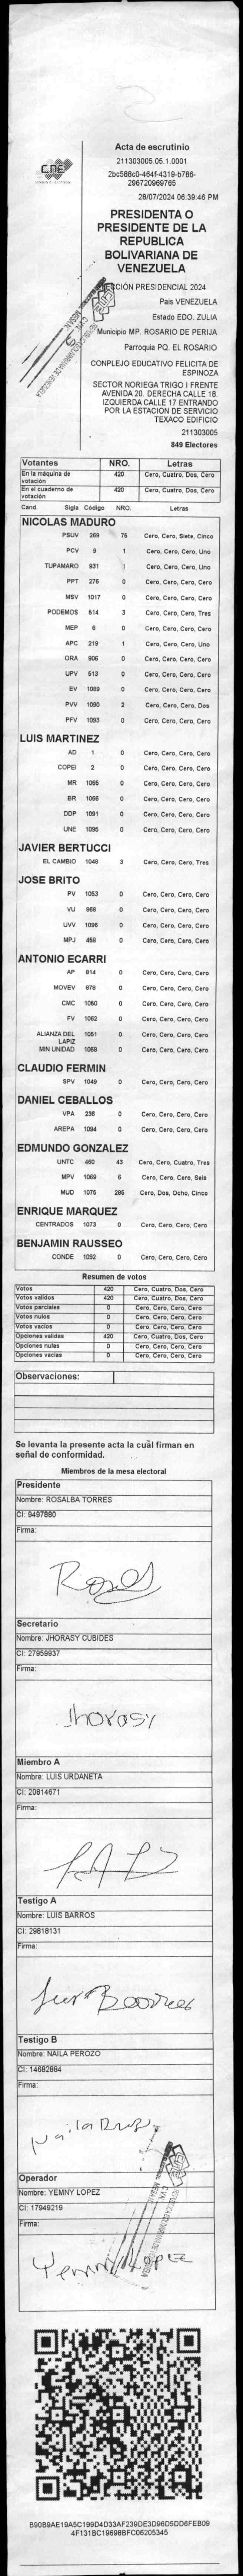 CNE
Acta de escrutinio
211303005.05.1.0001
2bc588c0-464f-4319-b786-
296720969765
28/07/2024 06:39:46 PM
PRESIDENTA O
PRESIDENTE DE LA
REPUBLICA
BOLIVARIANA DE
VENEZUELA
CCIÓN PRESIDENCIAL 2024
País VENEZUELA
Estado EDO. ZULIA
Municipio MP. ROSARIO DE PERIJA
Parroquia PQ. EL ROSARIO
CONPLEJO EDUCATIVO FELICITA DE
ESPINOZA
SECTOR NORIEGA TRIGO I FRENTE
AVENIDA 20. DERECHA CALLE 18.
IZQUIERDA CALLE 17 ENTRANDO
POR LA ESTACION DE SERVICIO
TEXACO EDIFICIO
211303005
849 Electores
Votantes NRO. Letras
En la máquina de votación 420 Cero, Cuatro, Dos, Cero
En el cuaderno de votación 420 Cero, Cuatro, Dos, Cero
Cand. Sigla Código NRO. Letras
NICOLAS MADURO
PSUV 269 75 Cero, Cero, Siete, Cinco
PCV 9 1 Cero, Cero, Cero, Uno
TUPAMARO 931 1 Cero, Cero, Cero, Uno
PPT 276 0 Cero, Cero, Cero, Cero
MSV 1017 0 Cero, Cero, Cero, Cero
PODEMOS 514 3 Cero, Cero, Cero, Tres
MEP 6 0 Cero, Cero, Cero, Cero
APC 219 1 Cero, Cero, Cero, Uno
ORA 906 0 Cero, Cero, Cero, Cero
UPV 513 0 Cero, Cero, Cero, Cero
EV 1089 0 Cero, Cero, Cero, Cero
PVV 1090 2 Cero, Cero, Cero, Dos
PFV 1093 0 Cero, Cero, Cero, Cero
LUIS MARTINEZ
AD 1 0 Cero, Cero, Cero, Cero
COPEI 2 0 Cero, Cero, Cero, Cero
MR 1065 0 Cero, Cero, Cero, Cero
BR 1066 0 Cero, Cero, Cero, Cero
DDP 1091 0 Cero, Cero, Cero, Cero
UNE 1095 0 Cero, Cero, Cero, Cero
JAVIER BERTUCCI
EL CAMBIO 1048 3 Cero, Cero, Cero, Tres
JOSE BRITO
PV 1053 0 Cero, Cero, Cero, Cero
VU 868 0 Cero, Cero, Cero, Cero
UVV 1096 0 Cero, Cero, Cero, Cero
MPJ 458 0 Cero, Cero, Cero, Cero
ANTONIO ECARRI
AP 814 0 Cero, Cero, Cero, Cero
MOVEV 879 0 Cero, Cero, Cero, Cero
CMC 1050 0 Cero, Cero, Cero, Cero
FV 1062 0 Cero, Cero, Cero, Cero
ALIANZA DEL LAPIZ 1051 0 Cero, Cero, Cero, Cero
MIN UNIDAD 1068 0 Cero, Cero, Cero, Cero
CLAUDIO FERMIN
SPV 1049 0 Cero, Cero, Cero, Cero
DANIEL CEBALLOS
VPA 236 0 Cero, Cero, Cero, Cero
AREPA 1094 0 Cero, Cero, Cero, Cero
EDMUNDO GONZALEZ
UNTC 460 43 Cero, Cero, Cuatro, Tres
MPV 1069 6 Cero, Cero, Cero, Seis
MUD 1075 285 Cero, Dos, Ocho, Cinco
ENRIQUE MARQUEZ
CENTRADOS 1073 0 Cero, Cero, Cero, Cero
BENJAMIN RAUSSEO
CONDE 1092 0 Cero, Cero, Cero, Cero
Resumen de votos
Votos 420 Cero, Cuatro, Dos, Cero
Votos validos 420 Cero, Cuatro, Dos, Cero
Votos parciales 0 Cero, Cero, Cero, Cero
Votos nulos 0 Cero, Cero, Cero, Cero
Votos vacios 0 Cero, Cero, Cero, Cero
Opciones validas 420 Cero, Cuatro, Dos, Cero
Opciones nulas 0 Cero, Cero, Cero, Cero
Opciones vacias 0 Cero, Cero, Cero, Cero
Observaciones:
Se levanta la presente acta la cuál firman en
señal de conformidad.
Miembros de la mesa electoral
Presidente
Nombre: ROSALBA TORRES
CI: 9497880
Firma:
Secretario
Nombre: JHORASY CUBIDES
CI: 27959937
Firma:
Jhorasy
Miembro A
Nombre: LUIS URDANETA
CI: 20814671
Firma:
Testigo A
Nombre: LUIS BARROS
CI: 29818131
Firma:
Testigo B
Nombre: NAILA PEROZO
CI: 14682884
Firma:
Operador
Nombre: YEMNY LOPEZ
CI: 17949219
Firma:
Yemny Lopez
B90B9AE19A5C199D4D33AF239DE3D96D5DD6FEB09
4F131BC19698BFC06205345